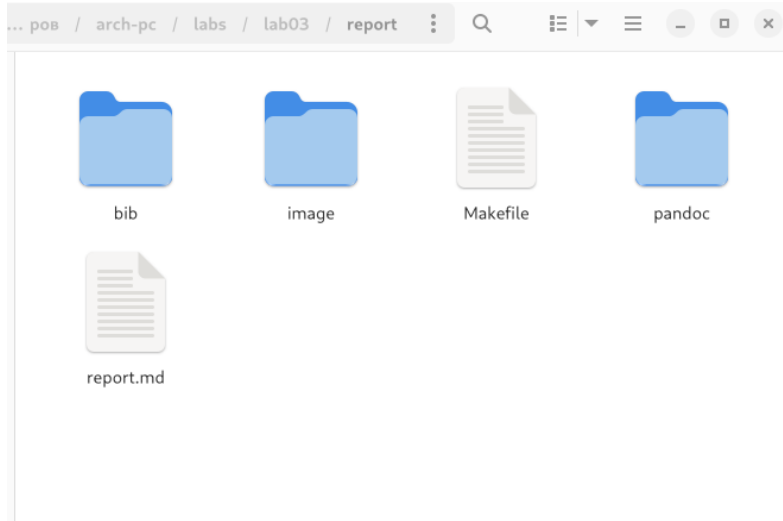 ... ров / arch-pc / labs / lab03 / report
bib image Makefile pandoc
report.md